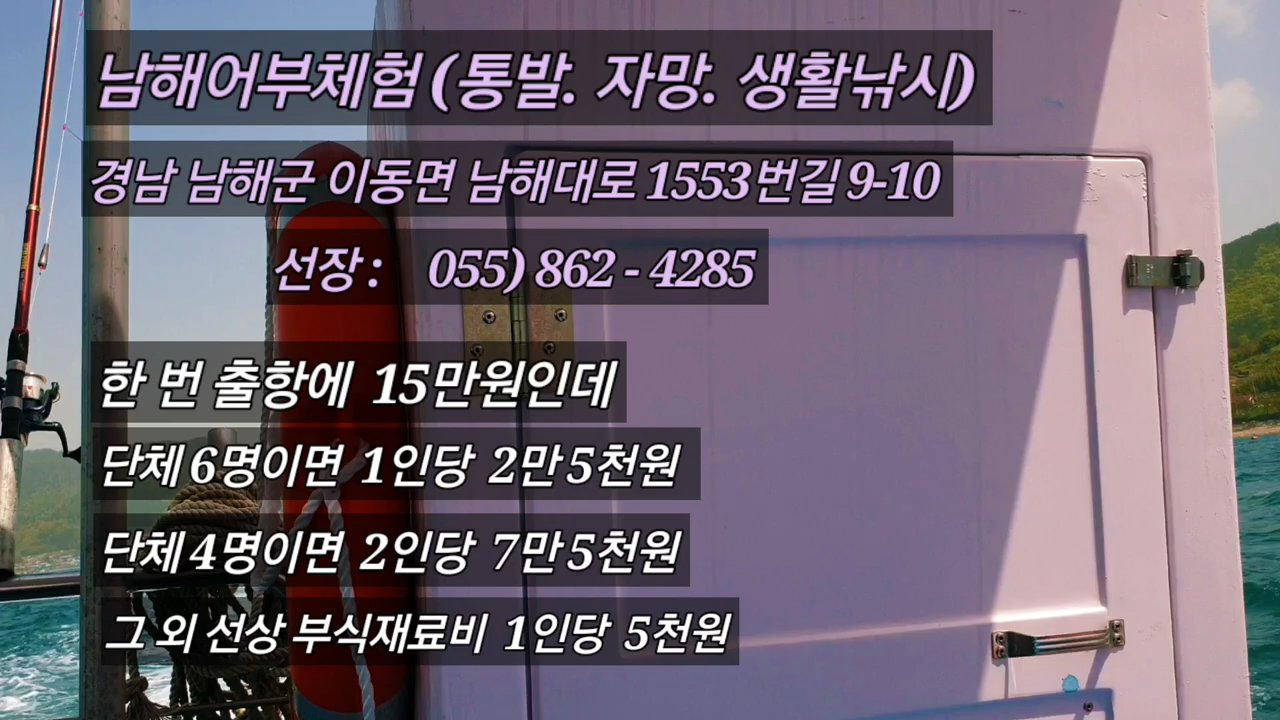 남해어부체험 (통발. 자망. 생활낚시)
경남 남해군 이동면 남해대로 1553번길 9-10
선장 : 055) 862 - 4285
한 번 출항에 15만원인데
단체 6명이면 1인당 2만 5천원
단체 4명이면 2인당 7만 5천원
그 외 선상 부식재료비 1인당 5천원